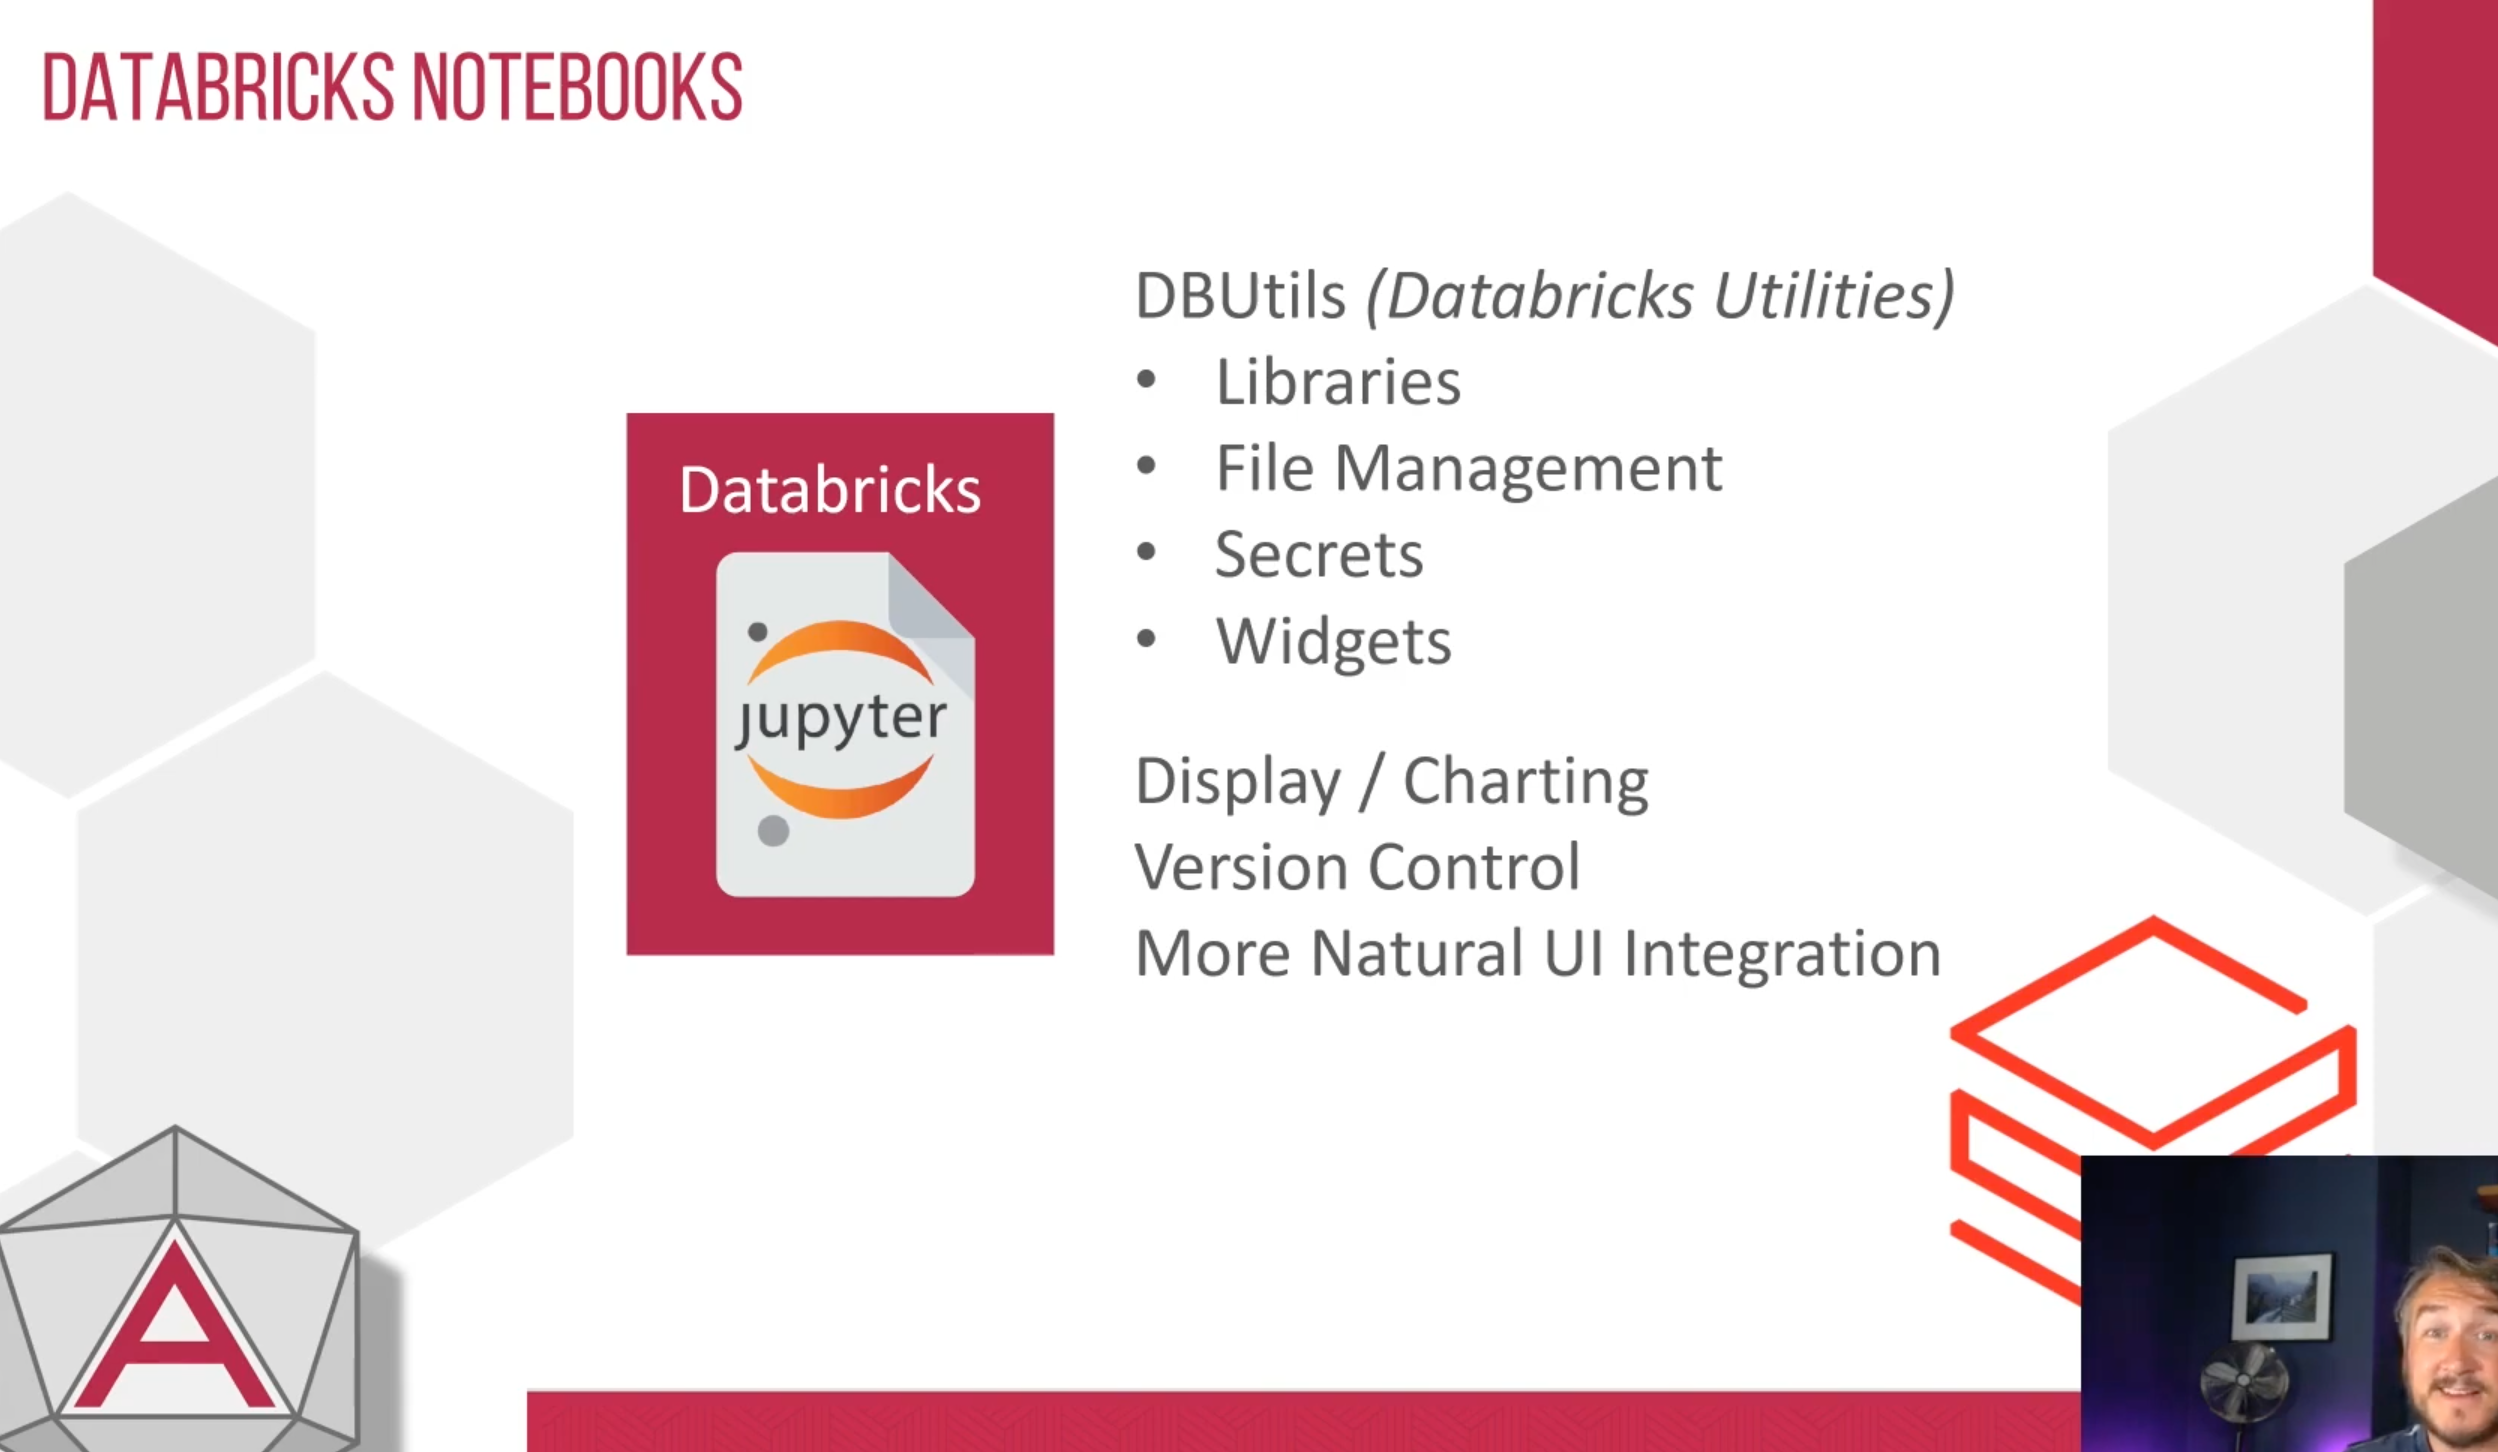 DATABRICKS NOTEBOOKS
DBUtils (Databricks Utilities)
• Libraries
• File Management
• Secrets
• Widgets
Databricks
jupyter
Display / Charting
Version Control
More Natural UI Integration
A